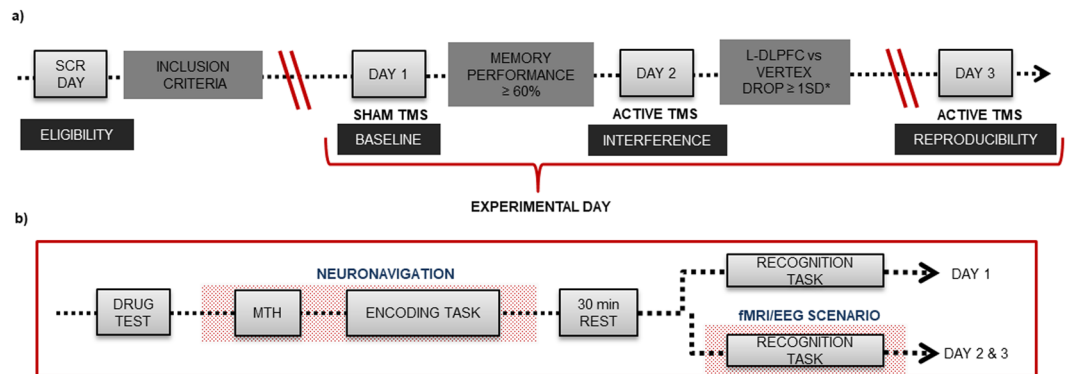 a)
SCR
DAY
INCLUSION
CRITERIA
DAY 1
MEMORY
PERFORMANCE
≥ 60%
DAY 2
L-DLPFC vs
VERTEX
DROP ≥ 1SD*
DAY 3
SHAM TMS
ACTIVE TMS
ACTIVE TMS
ELIGIBILITY
BASELINE
INTERFERENCE
REPRODUCIBILITY
EXPERIMENTAL DAY
b)
NEURONAVIGATION
DRUG
TEST
MTH
ENCODING TASK
30 min
REST
RECOGNITION
TASK
DAY 1
fMRI/EEG SCENARIO
RECOGNITION
TASK
DAY 2 & 3